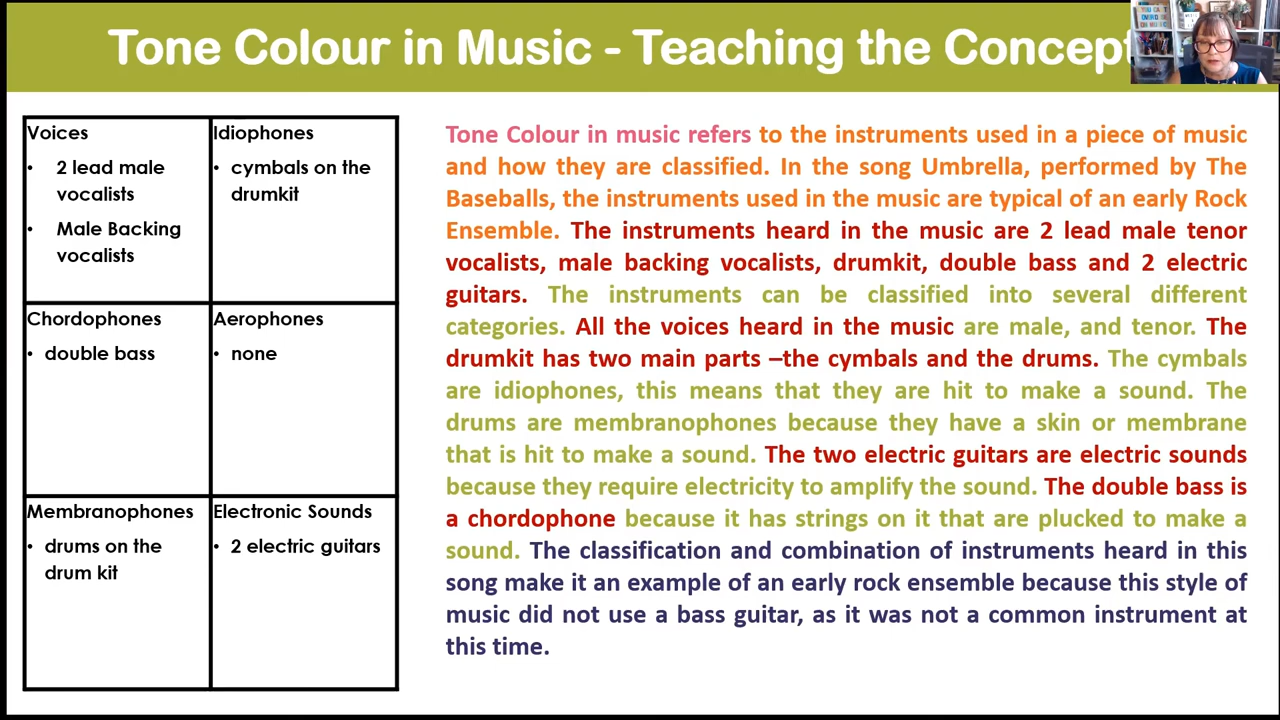 Tone Colour in Music - Teaching the Concept
Voices
• 2 lead male
vocalists
• Male Backing
vocalists
Idiophones
• cymbals on the
drumkit
Chordophones
• double bass
Aerophones
• none
Membranophones
• drums on the
drum kit
Electronic Sounds
• 2 electric guitars
Tone Colour in music refers to the instruments used in a piece of music
and how they are classified. In the song Umbrella, performed by The
Baseballs, the instruments used in the music are typical of an early Rock
Ensemble. The instruments heard in the music are 2 lead male tenor
vocalists, male backing vocalists, drumkit, double bass and 2 electric
guitars. The instruments can be classified into several different
categories. All the voices heard in the music are male, and tenor. The
drumkit has two main parts –the cymbals and the drums. The cymbals
are idiophones, this means that they are hit to make a sound. The
drums are membranophones because they have a skin or membrane
that is hit to make a sound. The two electric guitars are electric sounds
because they require electricity to amplify the sound. The double bass is
a chordophone because it has strings on it that are plucked to make a
sound. The classification and combination of instruments heard in this
song make it an example of an early rock ensemble because this style of
music did not use a bass guitar, as it was not a common instrument at
this time.